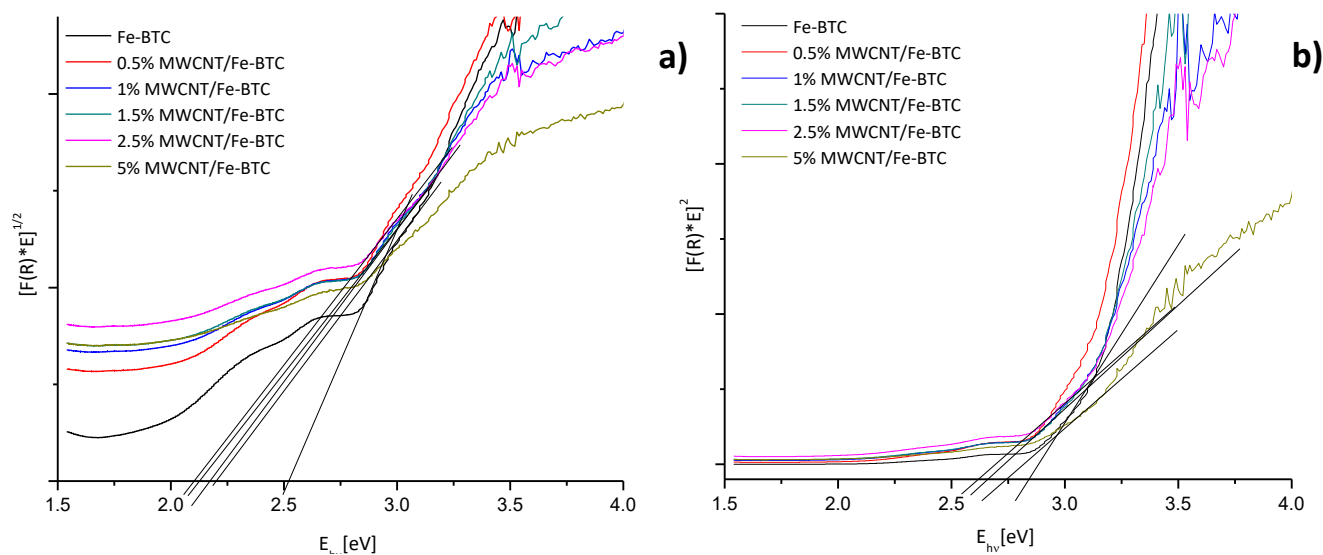 a)
Fe-BTC
0.5% MWCNT/Fe-BTC
1% MWCNT/Fe-BTC
1.5% MWCNT/Fe-BTC
2.5% MWCNT/Fe-BTC
5% MWCNT/Fe-BTC
[F(R)*E]^1/2
1.5 2.0 2.5 3.0 3.5 4.0
E_hν[eV]
b)
Fe-BTC
0.5% MWCNT/Fe-BTC
1% MWCNT/Fe-BTC
1.5% MWCNT/Fe-BTC
2.5% MWCNT/Fe-BTC
5% MWCNT/Fe-BTC
[F(R)*E]^2
1.5 2.0 2.5 3.0 3.5 4.0
E_hν[eV]